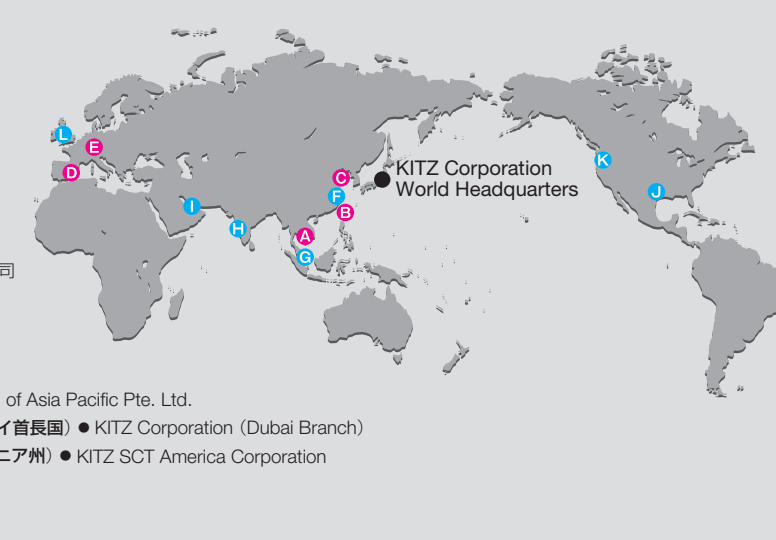 L
E
D
K
J
C
F
B
I
H
A
G
KITZ Corporation
World Headquarters
司
of Asia Pacific Pte. Ltd.
イ首長国）● KITZ Corporation（Dubai Branch）
ニア州）● KITZ SCT America Corporation